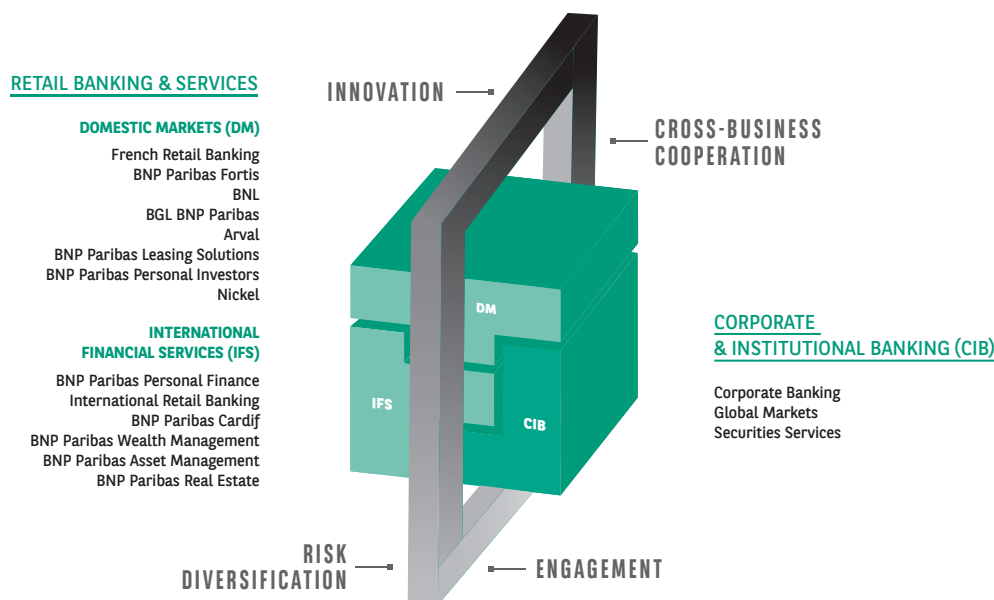 RETAIL BANKING & SERVICES
DOMESTIC MARKETS (DM)
French Retail Banking
BNP Paribas Fortis
BNL
BGL BNP Paribas
Arval
BNP Paribas Leasing Solutions
BNP Paribas Personal Investors
Nickel
INTERNATIONAL
FINANCIAL SERVICES (IFS)
BNP Paribas Personal Finance
International Retail Banking
BNP Paribas Cardif
BNP Paribas Wealth Management
BNP Paribas Asset Management
BNP Paribas Real Estate
INNOVATION
CROSS-BUSINESS
COOPERATION
DM
IFS
CIB
CORPORATE
& INSTITUTIONAL BANKING (CIB)
Corporate Banking
Global Markets
Securities Services
RISK
DIVERSIFICATION
ENGAGEMENT